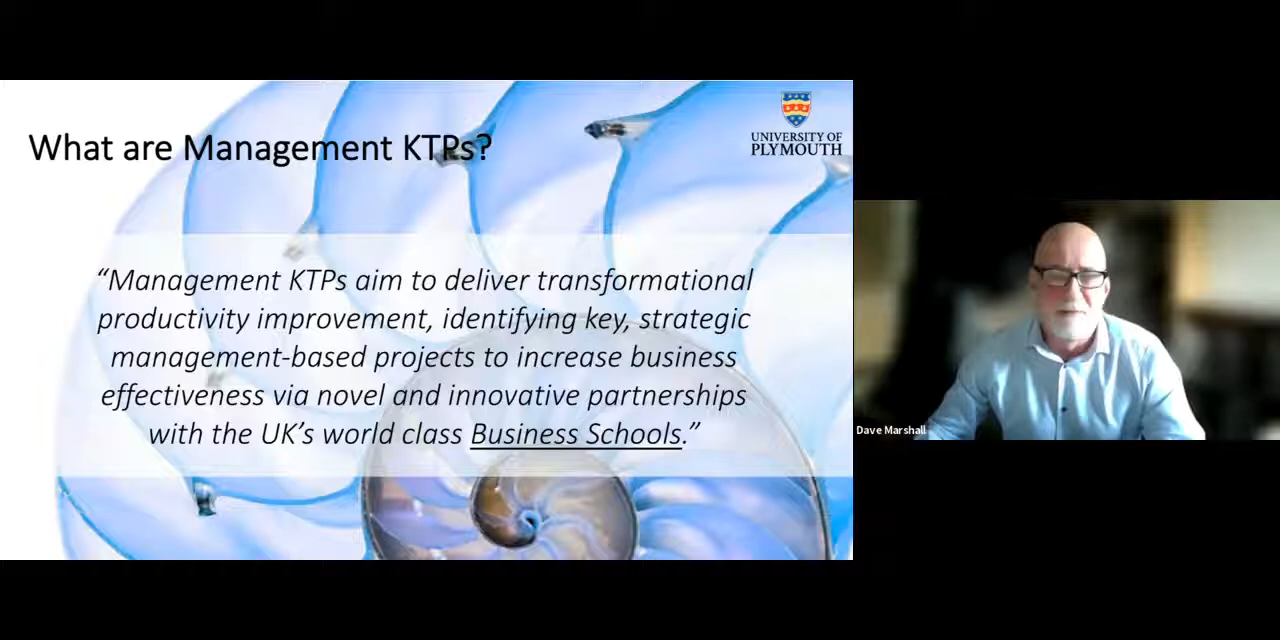 What are Management KTPs?
UNIVERSITY OF
PLYMOUTH
“Management KTPs aim to deliver transformational
productivity improvement, identifying key, strategic
management-based projects to increase business
effectiveness via novel and innovative partnerships
with the UK’s world class Business Schools.”
Dave Marshall